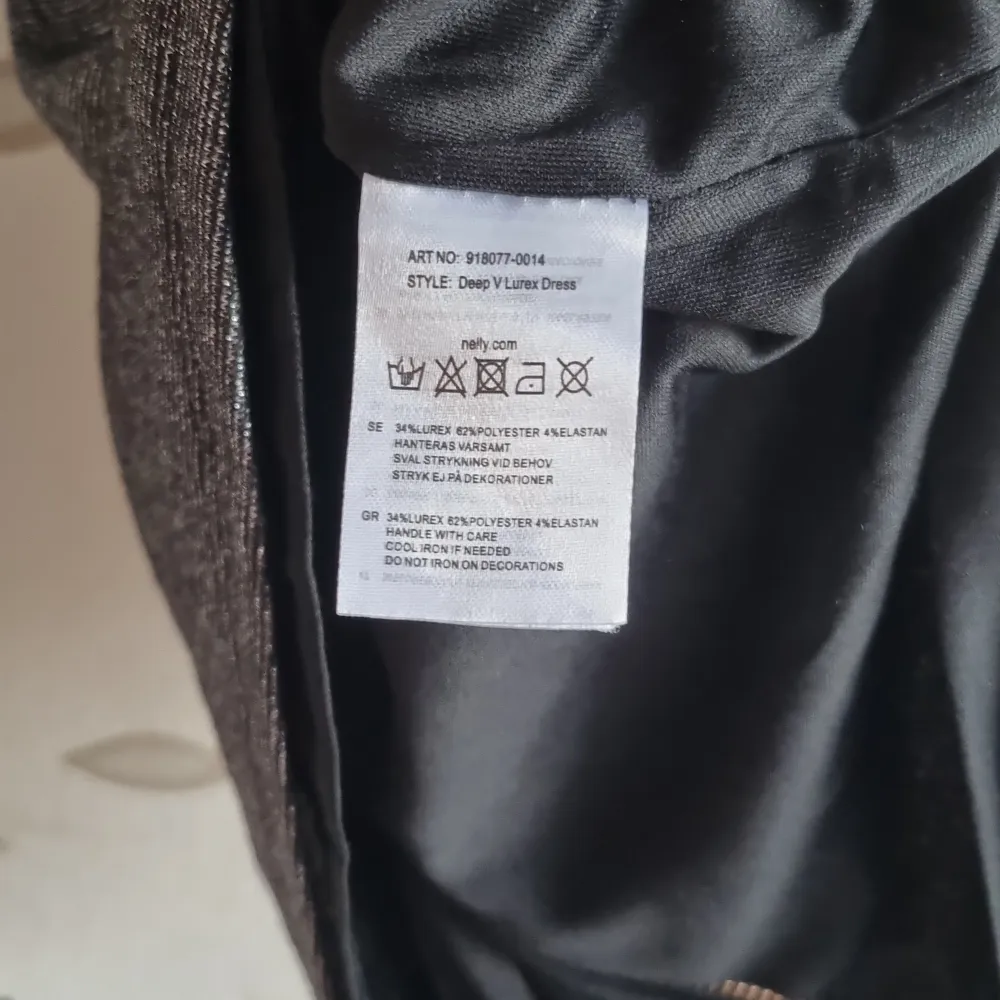 ART NO: 918077-0014
STYLE: Deep V Lurex Dress
nelly.com
SE 34%LUREX 62%POLYESTER 4%ELASTAN
HANTERAS VARSAMT
SVAL STRYKNING VID BEHOV
STRYK EJ PÅ DEKORATIONER
GR 34%LUREX 62%POLYESTER 4%ELASTAN
HANDLE WITH CARE
COOL IRON IF NEEDED
DO NOT IRON ON DECORATIONS